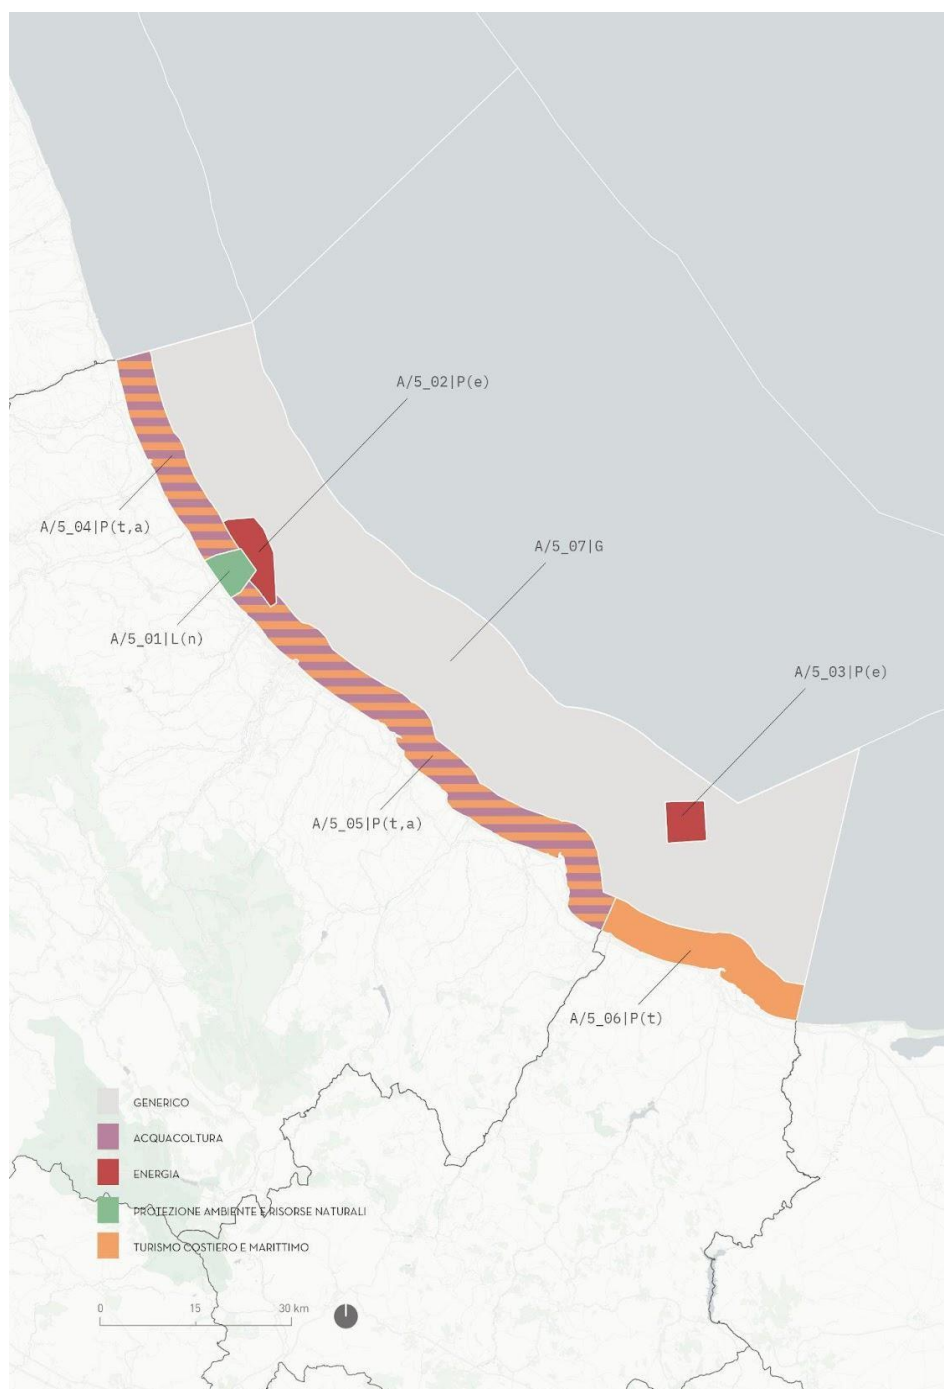 A/5_02|P(e)
A/5_04|P(t,a)
A/5_07|G
A/5_01|L(n)
A/5_03|P(e)
A/5_05|P(t,a)
A/5_06|P(t)
GENERICO
ACQUACOLTURA
ENERGIA
PROTEZIONE AMBIENTE E RISORSE NATURALI
TURISMO COSTIERO E MARITTIMO
0 15 30 km